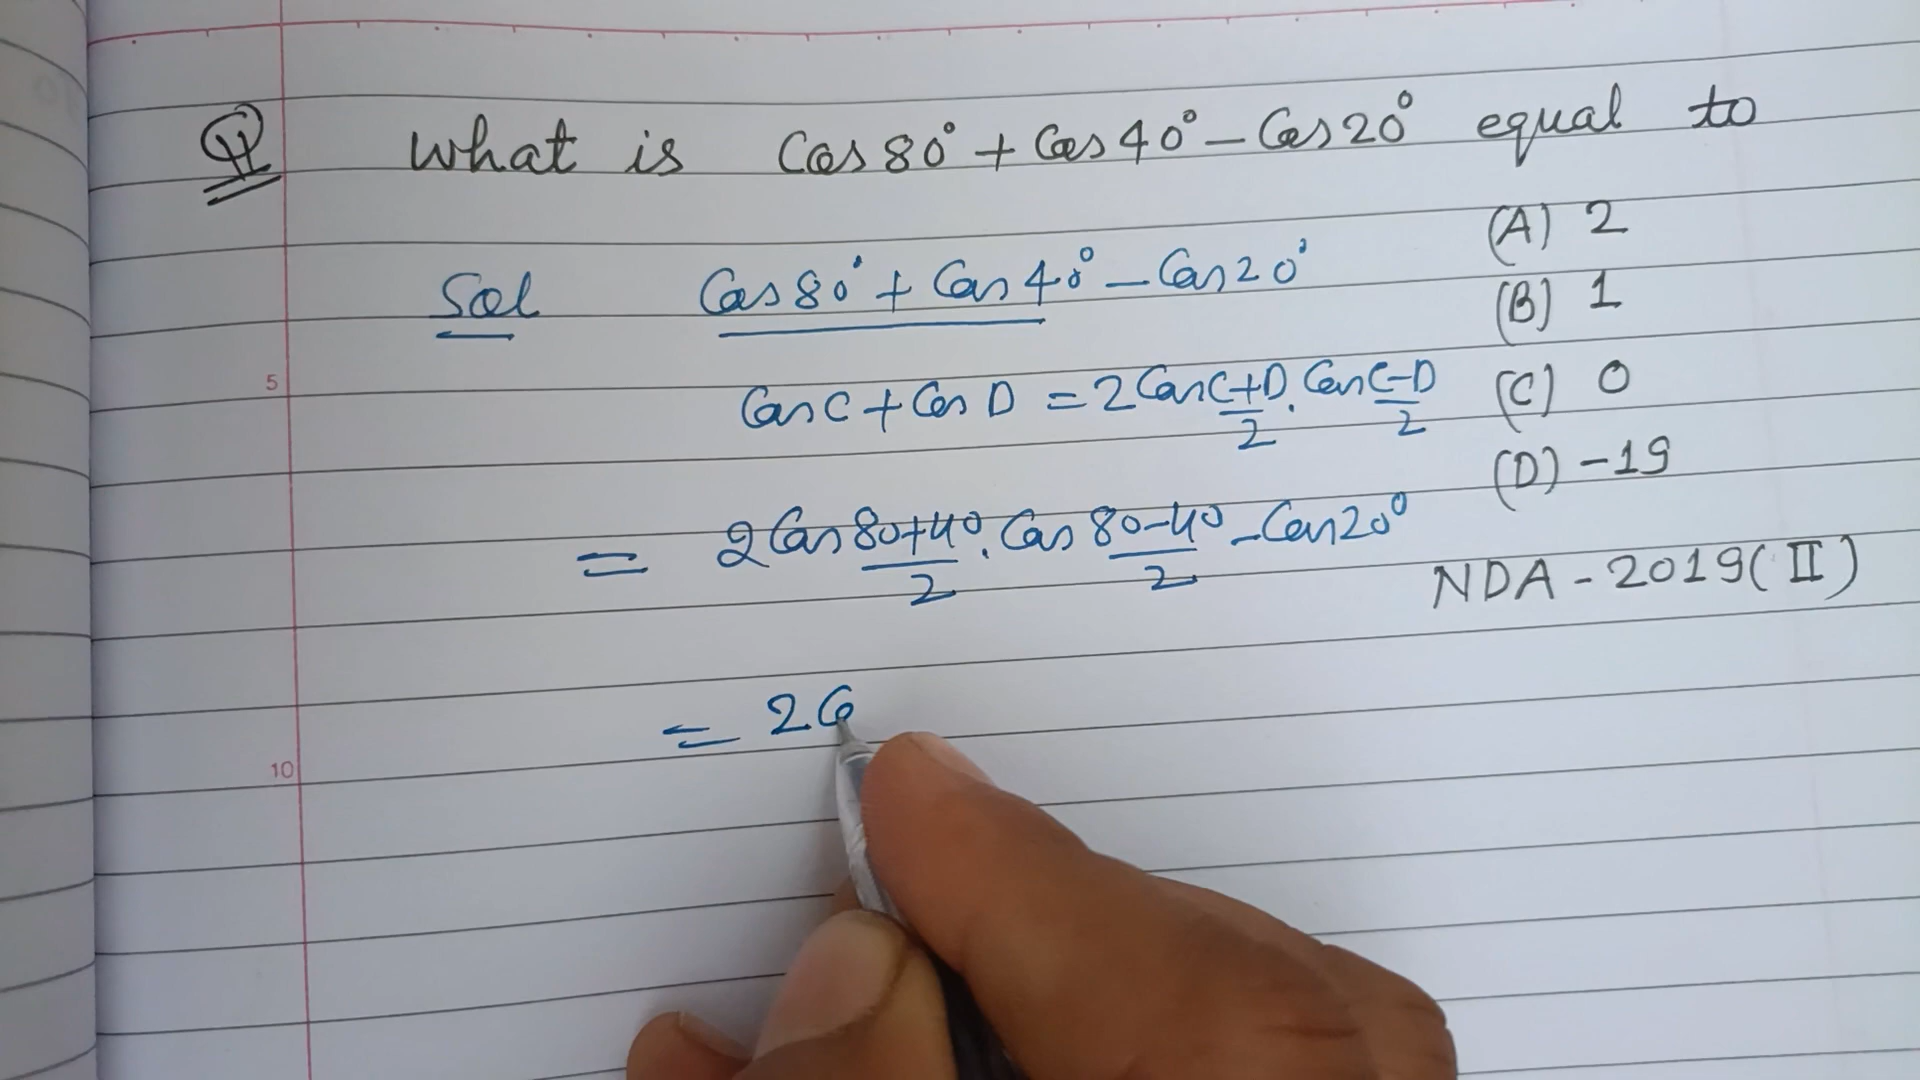 Q What is Cos 80° + Cos 40° – Cos 20° equal to
(A) 2
Sol Cos 80° + Cos 40° – Cos 20°
(B) 1
5
Cos C + Cos D = 2 Cos C+D/2 . Cos C–D/2
(C) 0
(D) –19
= 2 Cos 80+40/2 . Cos 80–40/2 – Cos 20°
NDA – 2019 (II)
= 2 Co
10